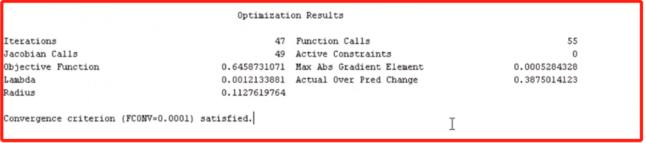 Optimization Results
Iterations 47 Function Calls 55
Jacobian Calls 49 Active Constraints 0
Objective Function 0.6458731071 Max Abs Gradient Element 0.0005284328
Lambda 0.0012133881 Actual Over Pred Change 0.3875014123
Radius 0.1127619764
Convergence criterion (FCONV=0.0001) satisfied.